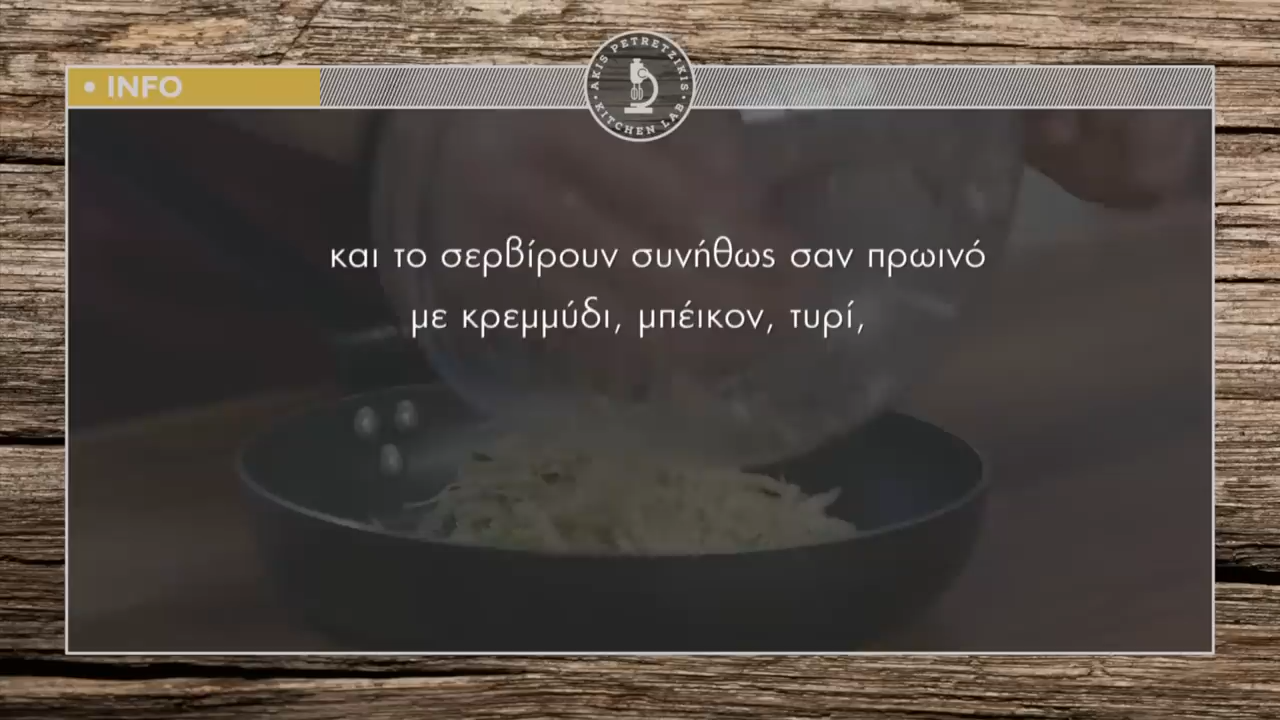 • INFO
AKIS PETRETZIKIS
• KITCHEN LAB •
και το σερβίρουν συνήθως σαν πρωινό
με κρεμμύδι, μπέικον, τυρί,